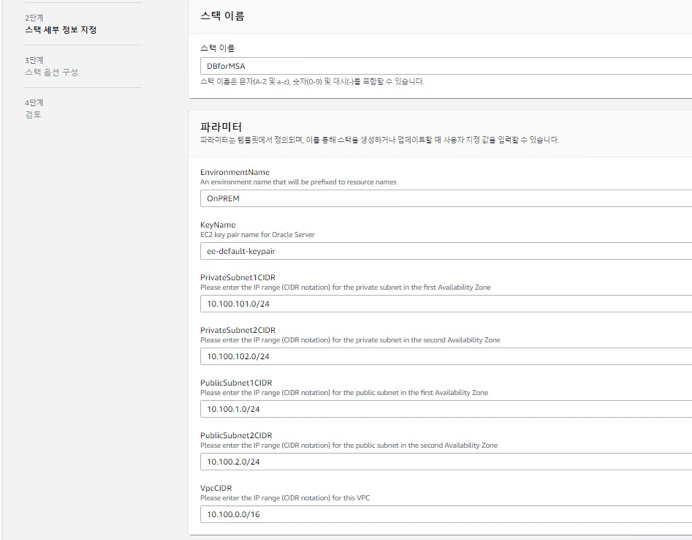 2단계
스택 세부 정보 지정
3단계
스택 옵션 구성
4단계
검토
스택 이름
스택 이름
DBforMSA
스택 이름은 문자(A-Z 및 a-z), 숫자(0-9) 및 대시(-)를 포함할 수 있습니다.
파라미터
파라미터는 템플릿에서 정의되며, 이를 통해 스택을 생성하거나 업데이트할 때 사용자 지정 값을 입력할 수 있습니다.
EnvironmentName
An environment name that will be prefixed to resource names
OnPREM
KeyName
EC2 key pair name for Oracle Server
ee-default-keypair
PrivateSubnet1CIDR
Please enter the IP range (CIDR notation) for the private subnet in the first Availability Zone
10.100.101.0/24
PrivateSubnet2CIDR
Please enter the IP range (CIDR notation) for the private subnet in the second Availability Zone
10.100.102.0/24
PublicSubnet1CIDR
Please enter the IP range (CIDR notation) for the public subnet in the first Availability Zone
10.100.1.0/24
PublicSubnet2CIDR
Please enter the IP range (CIDR notation) for the public subnet in the second Availability Zone
10.100.2.0/24
VpcCIDR
Please enter the IP range (CIDR notation) for this VPC
10.100.0.0/16